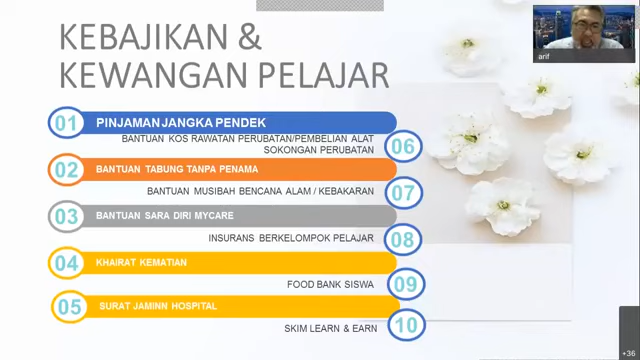 KEBAJIKAN &
KEWANGAN PELAJAR
01 PINJAMAN JANGKA PENDEK
BANTUAN KOS RAWATAN PERUBATAN/PEMBELIAN ALAT
SOKONGAN PERUBATAN 06
02 BANTUAN TABUNG TANPA PENAMA
BANTUAN MUSIBAH BENCANA ALAM / KEBAKARAN 07
03 BANTUAN SARA DIRI MYCARE
INSURANS BERKELOMPOK PELAJAR 08
04 KHAIRAT KEMATIAN
FOOD BANK SISWA 09
05 SURAT JAMINN HOSPITAL
SKIM LEARN & EARN 10
arif
+36